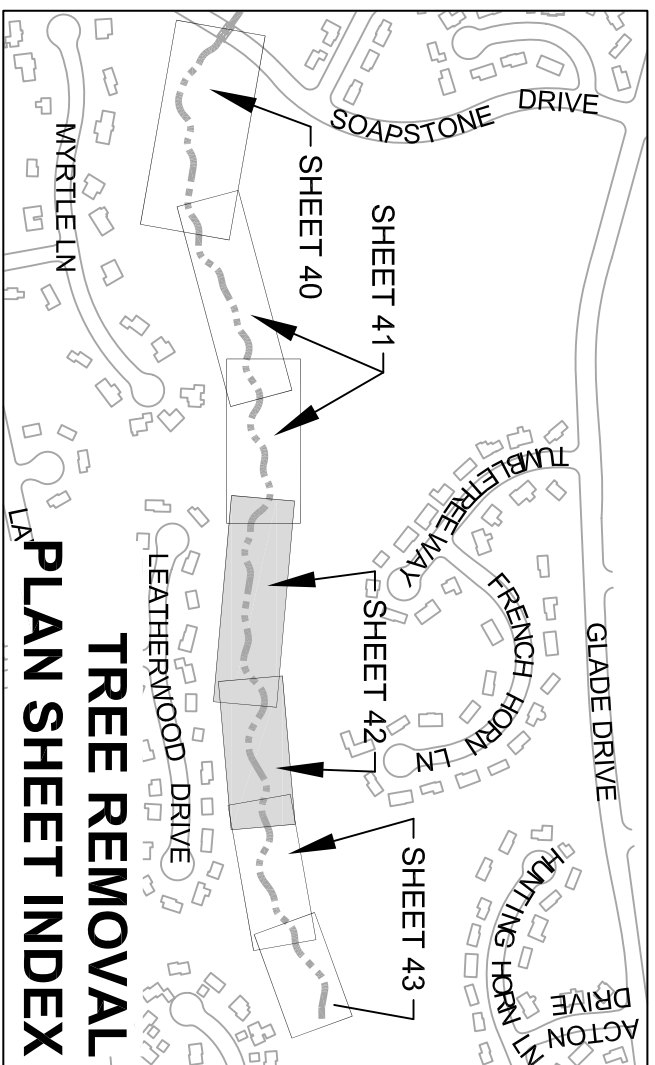 SOAPSTONE DRIVE
MYRTLE LN
SHEET 40
SHEET 41
TUMBLETREE WAY
FRENCH HORN LN
GLADE DRIVE
SHEET 42
LEATHERWOOD DRIVE
LA
SHEET 43
HUNTING HORN LN
ACTON
DRIVE
TREE REMOVAL
PLAN SHEET INDEX